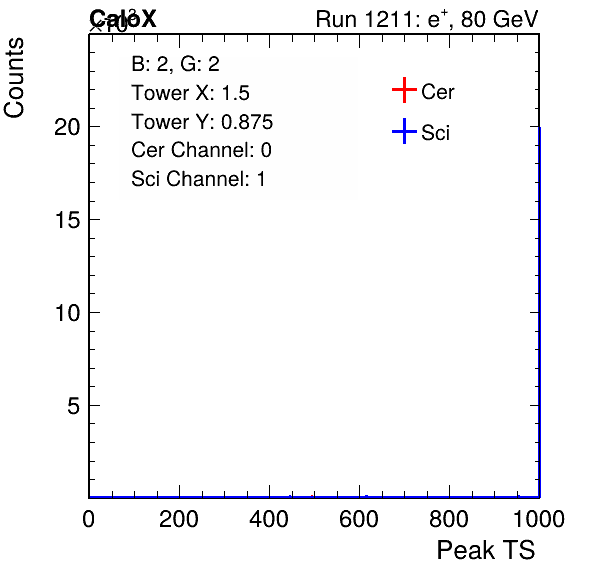 CaloX
×10³
Run 1211: e⁺, 80 GeV
Counts
B: 2, G: 2
Tower X: 1.5
Tower Y: 0.875
Cer Channel: 0
Sci Channel: 1
Cer
Sci
20
15
10
5
0 200 400 600 800 1000
Peak TS